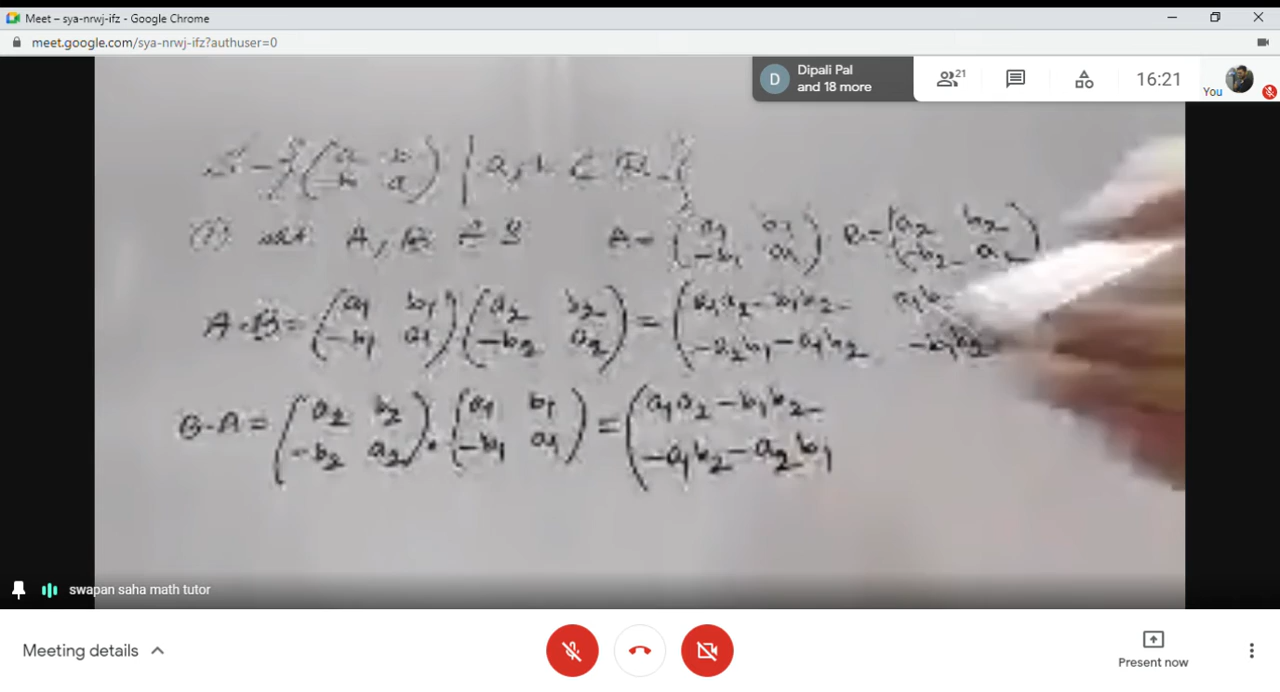 Meet – sya-nrwj-ifz - Google Chrome
meet.google.com/sya-nrwj-ifz?authuser=0
Dipali Pal
and 18 more
21
16:21
You
D
S = {(a b) | a, b ∈ R}
(-b a)
A, B ∈ S A = (a1 b1) B = (a2 b2)
(-b1 a1) (-b2 a2)
A·B = (a1 b1) (a2 b2) = (a1a2 - b1b2 a1b
(-b1 a1) (-b2 a2) (-a2b1 - a1b2 -b1b2
B·A = (a2 b2) · (a1 b1) = (a1a2 - b1b2
(-b2 a2) (-b1 a1) (-a1b2 - a2b1
swapan saha math tutor
Meeting details
Present now